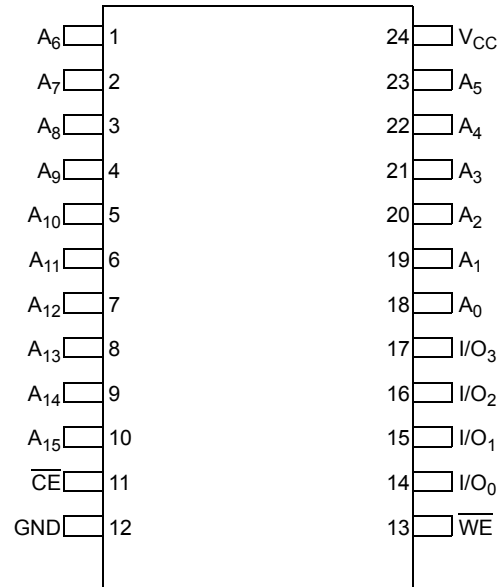 A6 1 24 VCC
A7 2 23 A5
A8 3 22 A4
A9 4 21 A3
A10 5 20 A2
A11 6 19 A1
A12 7 18 A0
A13 8 17 I/O3
A14 9 16 I/O2
A15 10 15 I/O1
C̅E̅ 11 14 I/O0
GND 12 13 W̅E̅